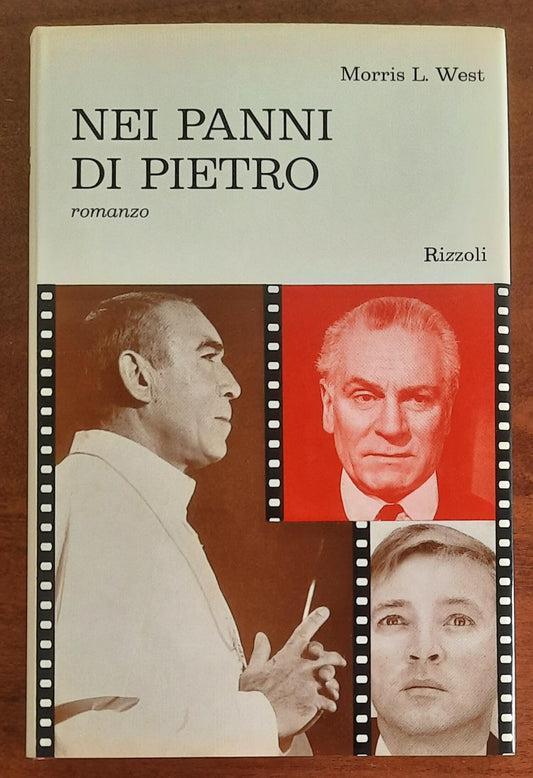 Morris L. West
NEI PANNI
DI PIETRO
romanzo
Rizzoli